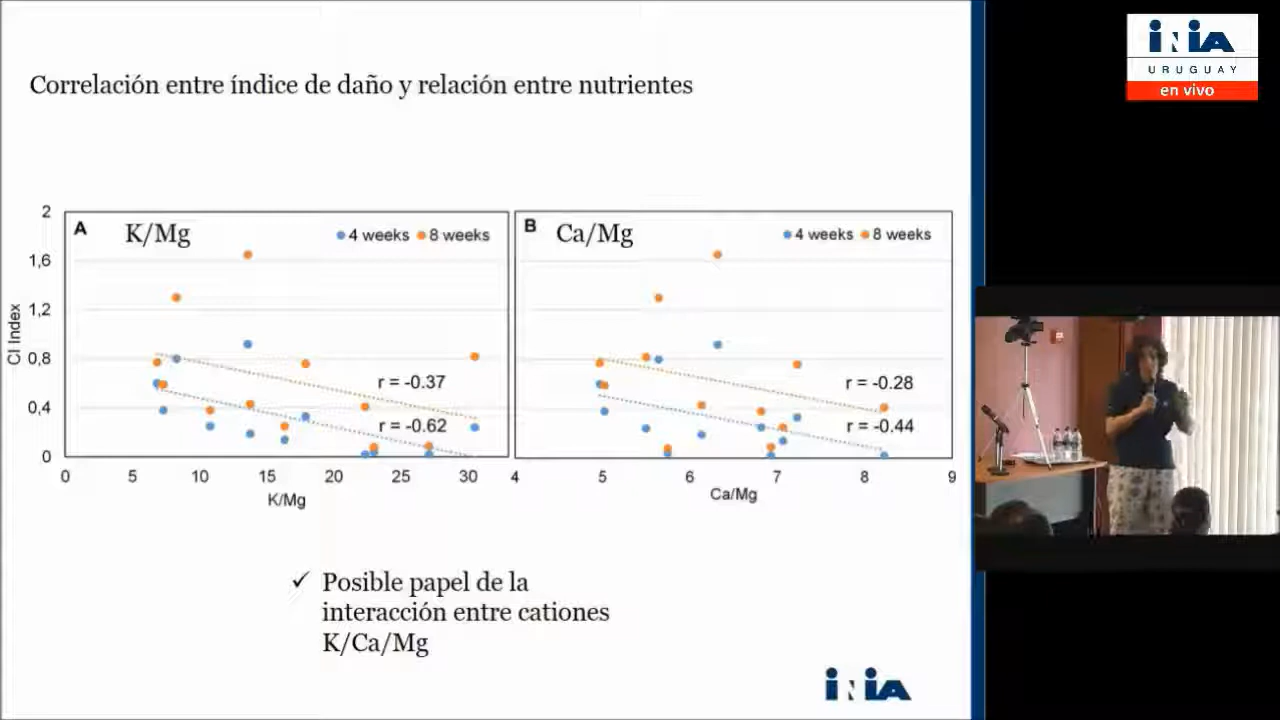 Correlación entre índice de daño y relación entre nutrientes
iNiA
URUGUAY
en vivo
CI Index
2
1,6
1,2
0,8
0,4
0
A
K/Mg
4 weeks
8 weeks
r = -0.37
r = -0.62
0 5 10 15 20 25 30
K/Mg
B
Ca/Mg
4 weeks
8 weeks
r = -0.28
r = -0.44
4 5 6 7 8 9
Ca/Mg
✓ Posible papel de la
interacción entre cationes
K/Ca/Mg
iNiA